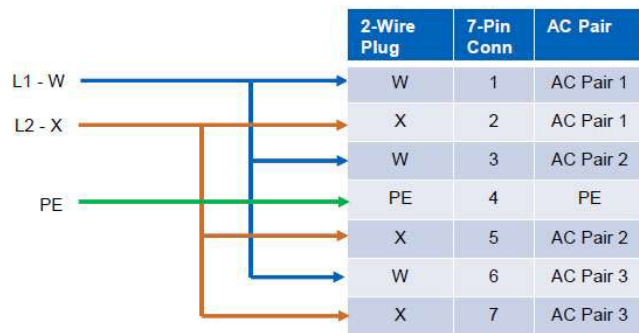 2-Wire Plug 7-Pin Conn AC Pair
L1 - W W 1 AC Pair 1
L2 - X X 2 AC Pair 1
W 3 AC Pair 2
PE PE 4 PE
X 5 AC Pair 2
W 6 AC Pair 3
X 7 AC Pair 3